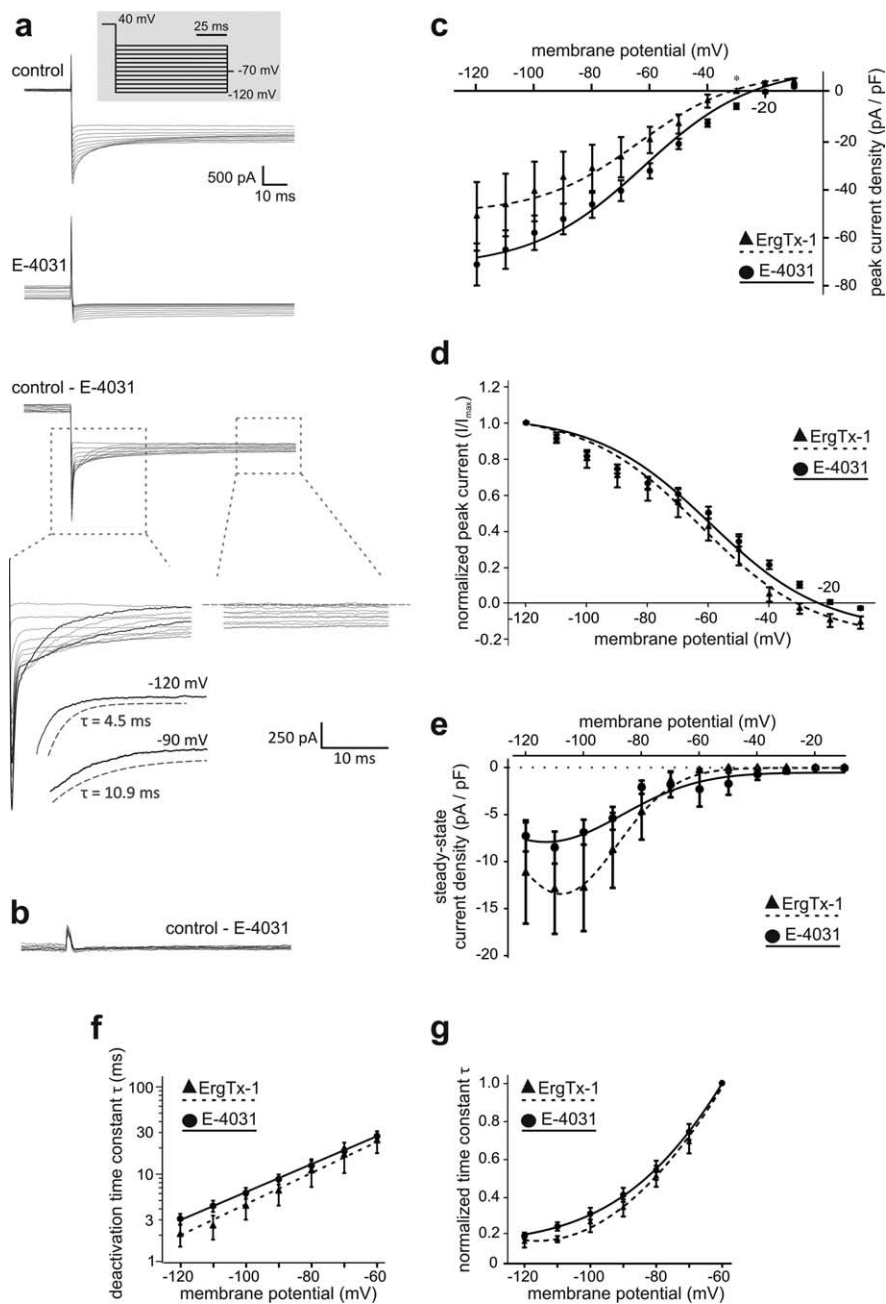 a
40 mV
25 ms
-70 mV
-120 mV
control
500 pA
10 ms
E-4031
control - E-4031
-120 mV
τ = 4.5 ms
-90 mV
τ = 10.9 ms
250 pA
10 ms
b
control - E-4031
c
membrane potential (mV)
-120 -100 -80 -60 -40 *
-20
0
-20
-40
-60
-80
peak current density (pA / pF)
ErgTx-1
E-4031
d
normalized peak current (I/Imax)
1.2
1.0
0.8
0.6
0.4
0.2
0.0
-0.2
-20
-120 -100 -80 -60 -40
membrane potential (mV)
ErgTx-1
E-4031
e
membrane potential (mV)
-120 -100 -80 -60 -40 -20
0
-5
-10
-15
-20
steady-state
current density (pA / pF)
ErgTx-1
E-4031
f
deactivation time constant τ (ms)
100
30
10
3
1
ErgTx-1
E-4031
-120 -100 -80 -60
membrane potential (mV)
g
normalized time constant τ
1.0
0.8
0.6
0.4
0.2
0
ErgTx-1
E-4031
-120 -100 -80 -60
membrane potential (mV)